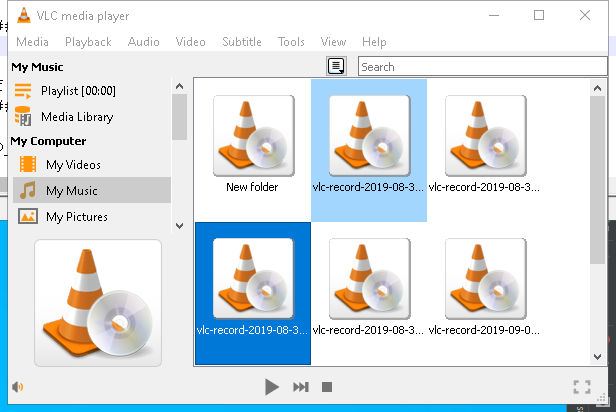 VLC media player
Media Playback Audio Video Subtitle Tools View Help
My Music
Search
Playlist [00:00]
Media Library
My Computer
My Videos
My Music
My Pictures
New folder
vlc-record-2019-08-3...
vlc-record-2019-08-3...
vlc-record-2019-08-3...
vlc-record-2019-08-3...
vlc-record-2019-09-0...